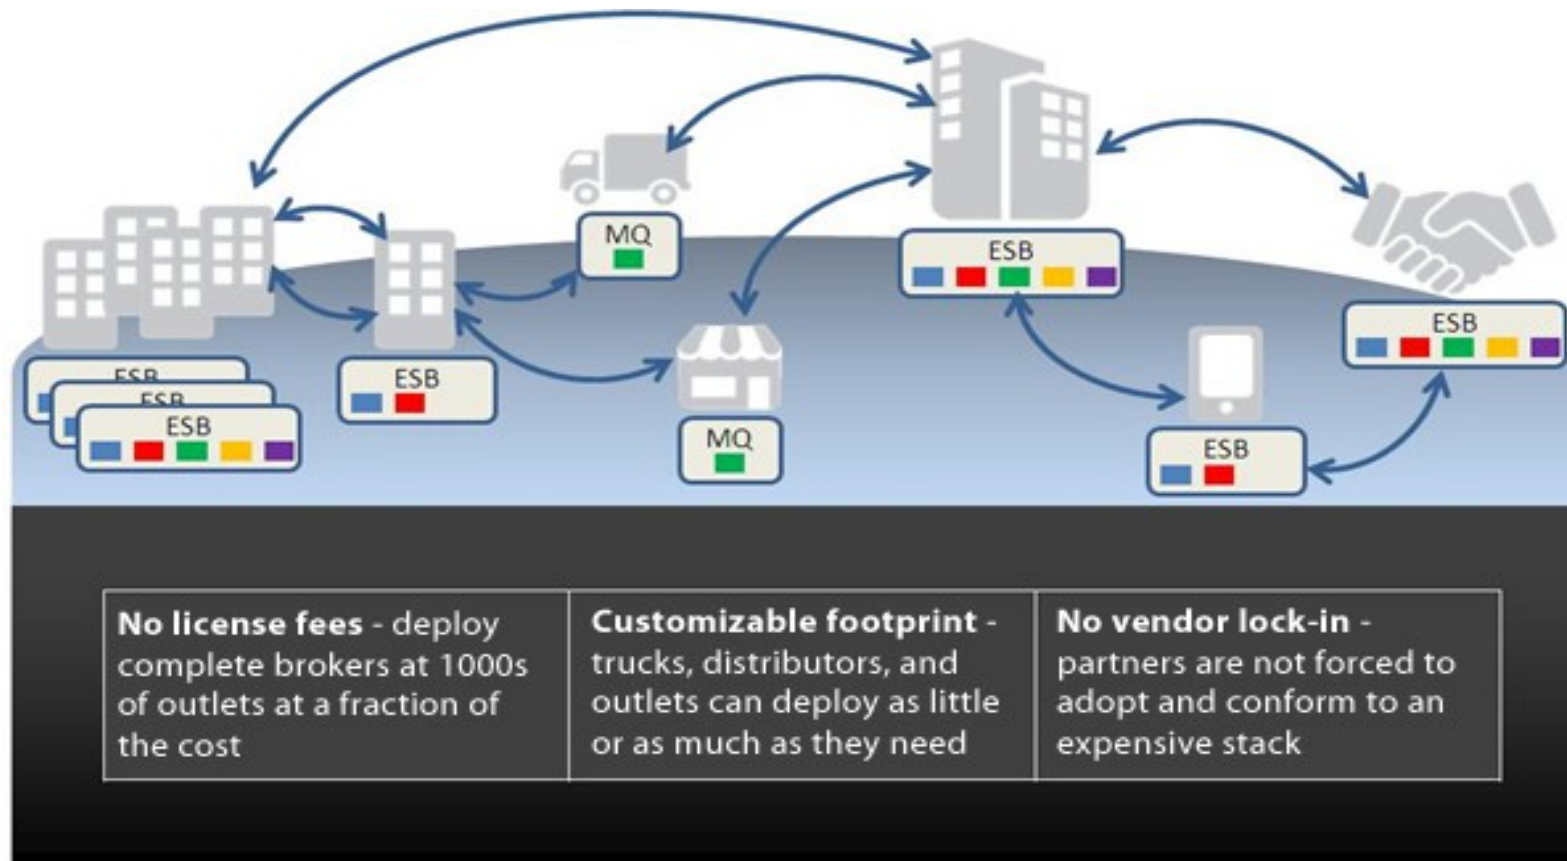 MQ
ESB
ESB
ESB
ESB
ESB
ESB
ESB
MQ
ESB
No license fees - deploy
complete brokers at 1000s
of outlets at a fraction of
the cost
Customizable footprint -
trucks, distributors, and
outlets can deploy as little
or as much as they need
No vendor lock-in -
partners are not forced to
adopt and conform to an
expensive stack